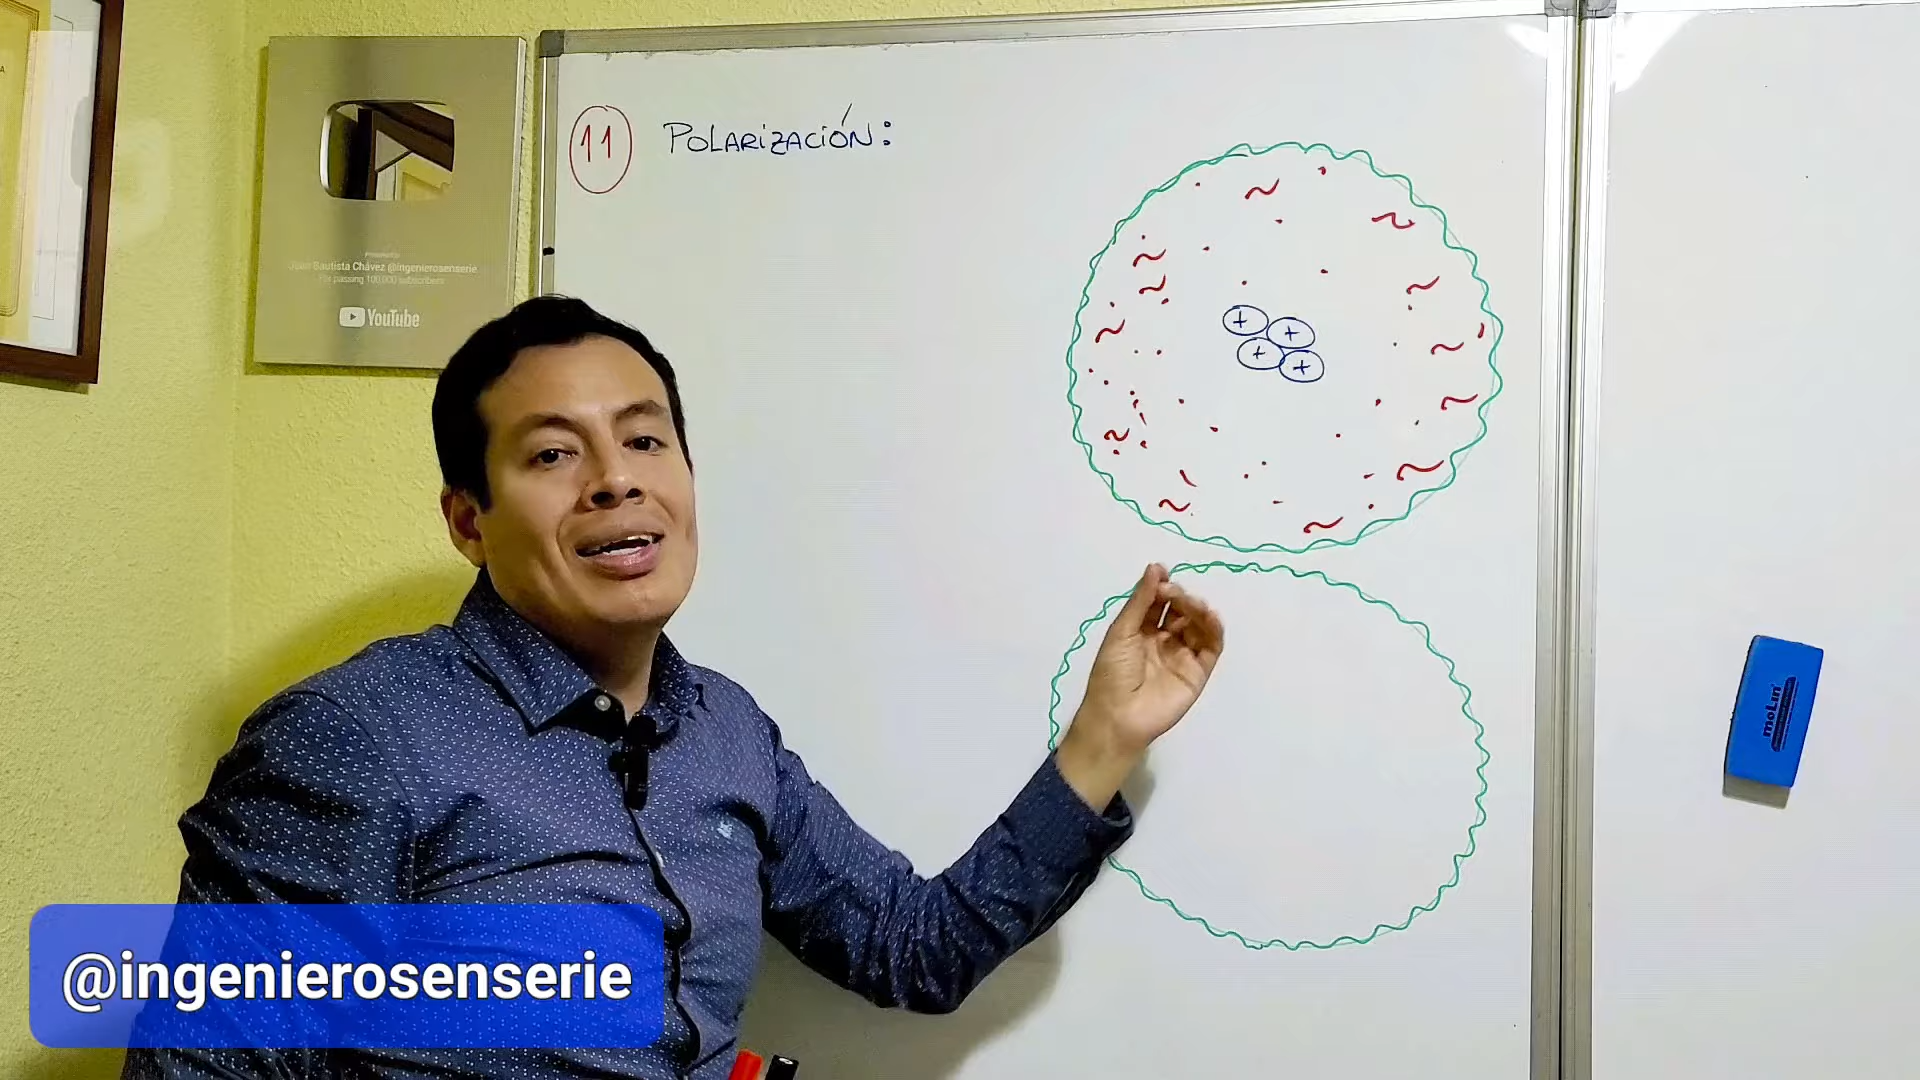 11 POLARIZACIÓN:
Presented to
Juan Bautista Chávez @ingenierosenserie
For passing 100,000 subscribers
YouTube
+ +
+ +
moLin
@ingenierosenserie